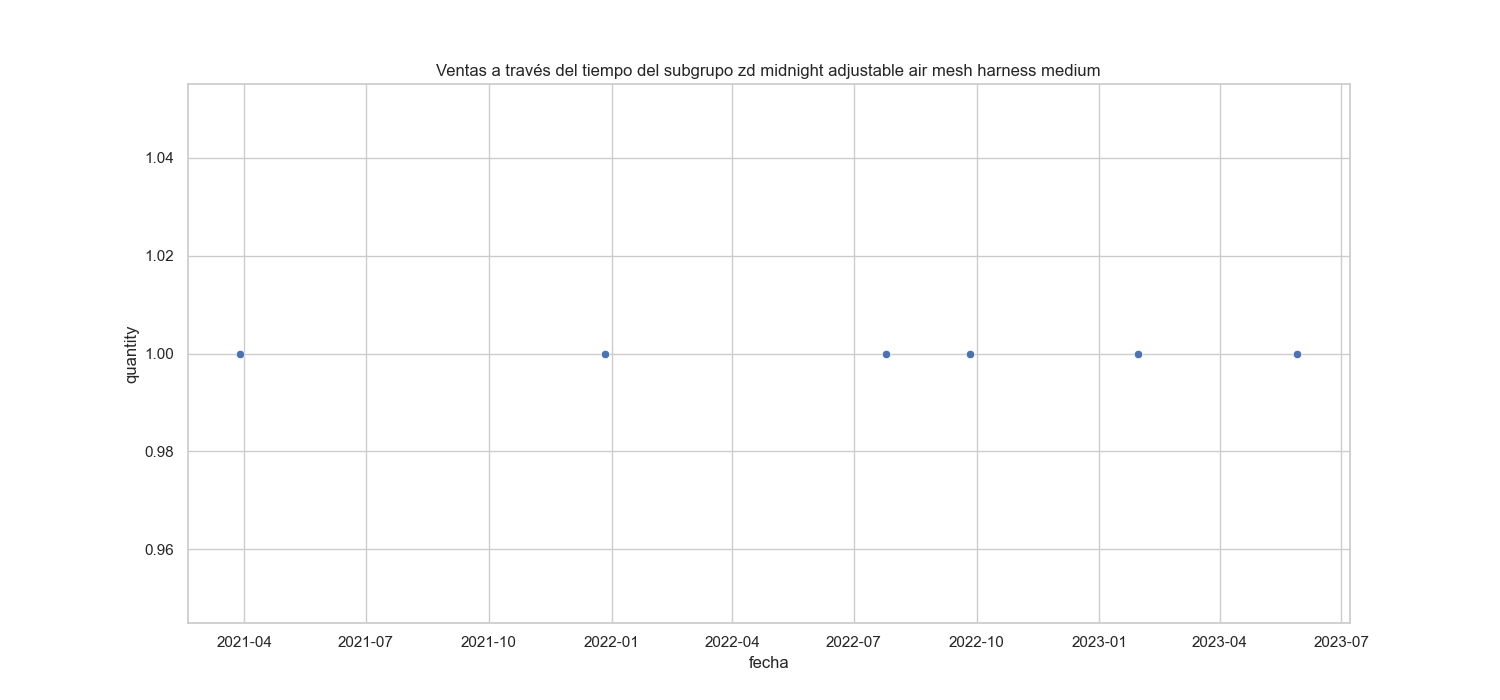 Ventas a través del tiempo del subgrupo zd midnight adjustable air mesh harness medium
1.04
1.02
1.00
0.98
0.96
quantity
2021-04 2021-07 2021-10 2022-01 2022-04 2022-07 2022-10 2023-01 2023-04 2023-07
fecha